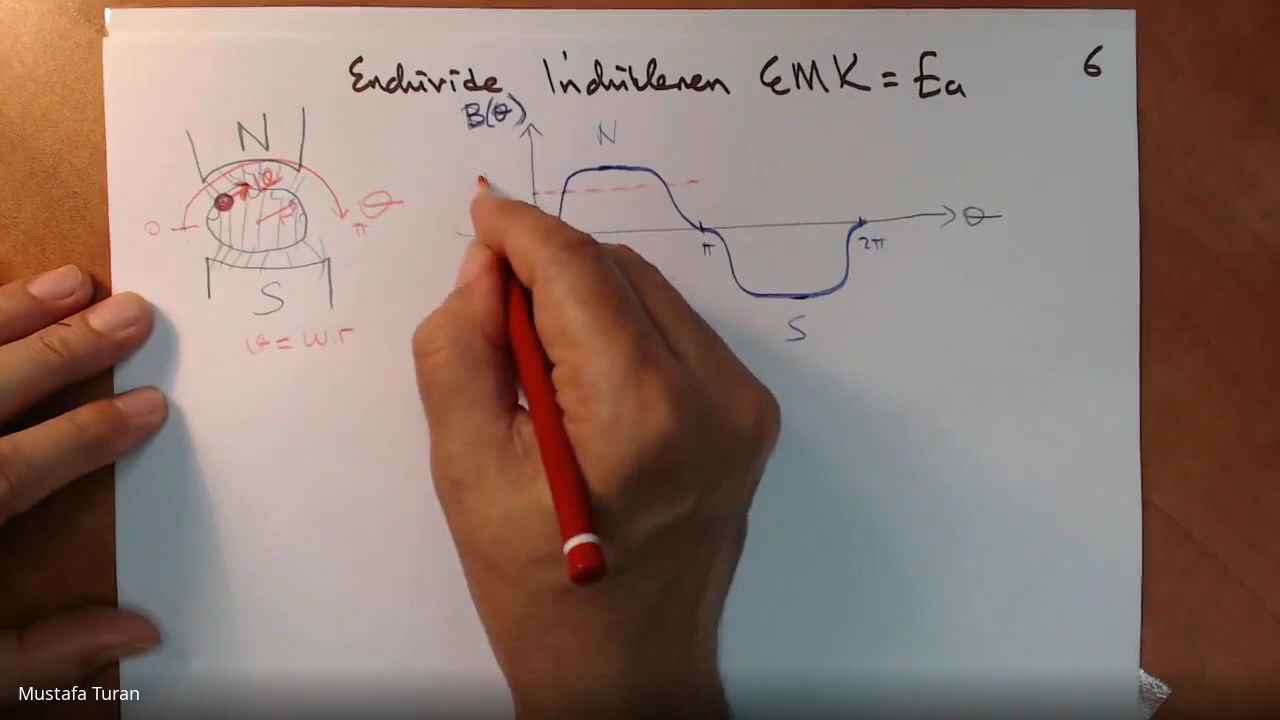 Endüvide İndüklenen EMK = Ea
6
B(θ)
N
N
ϑ
r
θ
0
π
π
2π
θ
S
S
ϑ = ω.r
Mustafa Turan